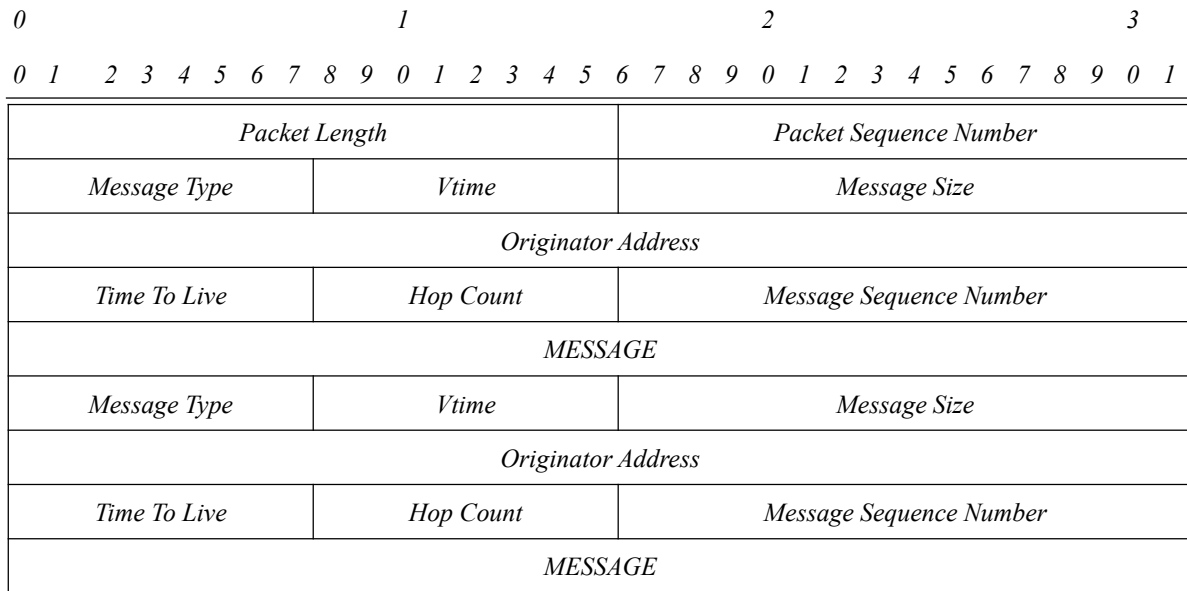 0 1 2 3
0 1 2 3 4 5 6 7 8 9 0 1 2 3 4 5 6 7 8 9 0 1 2 3 4 5 6 7 8 9 0 1
Packet Length Packet Sequence Number
Message Type Vtime Message Size
Originator Address
Time To Live Hop Count Message Sequence Number
MESSAGE
Message Type Vtime Message Size
Originator Address
Time To Live Hop Count Message Sequence Number
MESSAGE